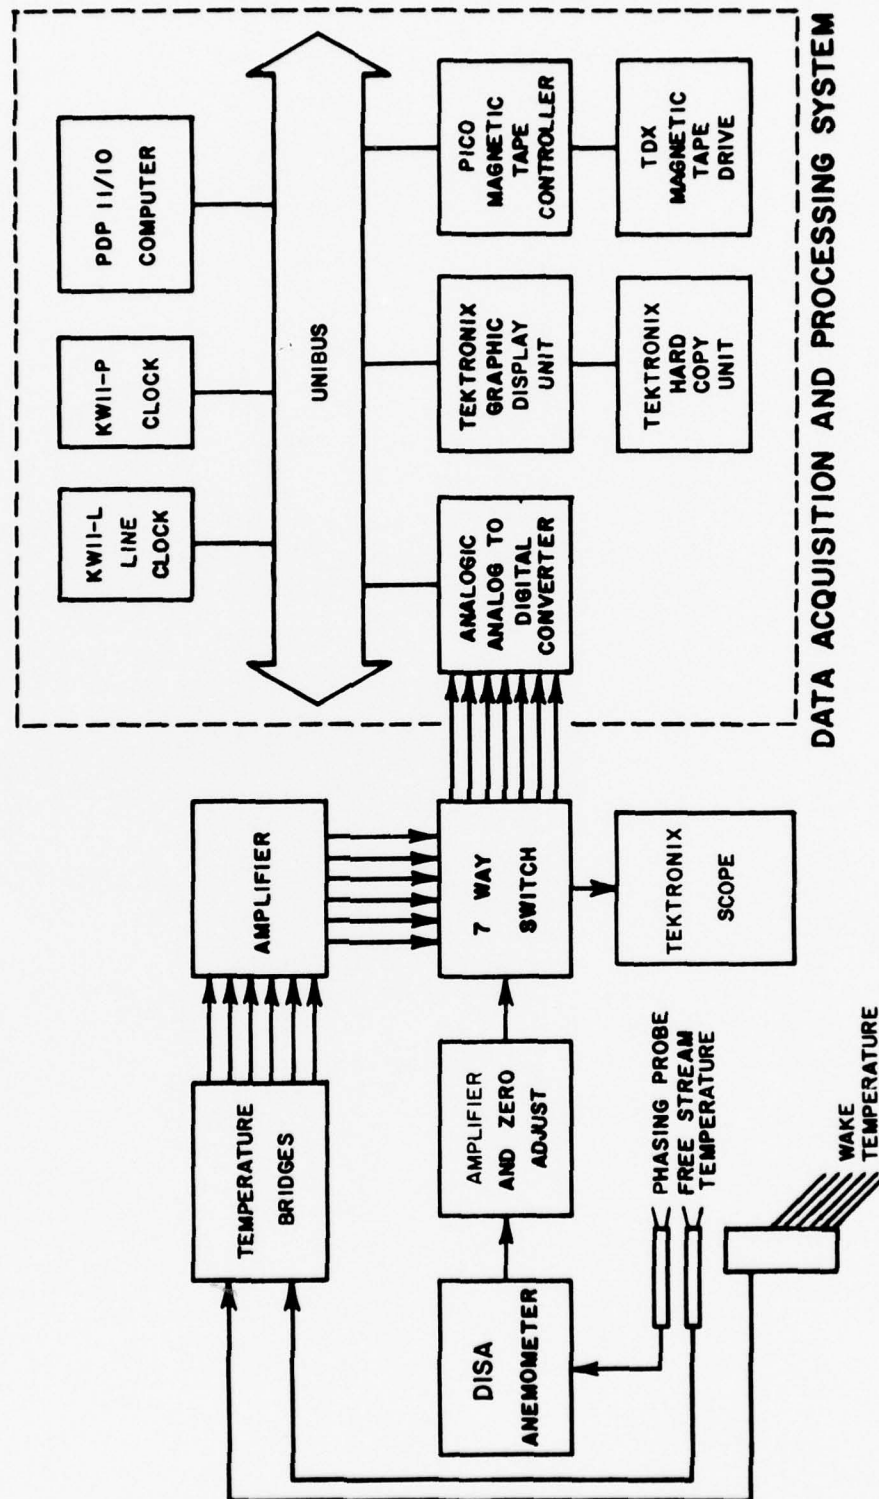 KW11-L
LINE
CLOCK
KW11-P
CLOCK
PDP 11/10
COMPUTER
UNIBUS
ANALOGIC
ANALOG TO
DIGITAL
CONVERTER
TEKTRONIX
GRAPHIC
DISPLAY
UNIT
PICO
MAGNETIC
TAPE
CONTROLLER
TEKTRONIX
HARD
COPY
UNIT
TDX
MAGNETIC
TAPE
DRIVE
DATA ACQUISITION AND PROCESSING SYSTEM
TEMPERATURE
BRIDGES
AMPLIFIER
DISA
ANEMOMETER
AMPLIFIER
AND ZERO
ADJUST
7 WAY
SWITCH
TEKTRONIX
SCOPE
PHASING PROBE
FREE STREAM
TEMPERATURE
WAKE
TEMPERATURE